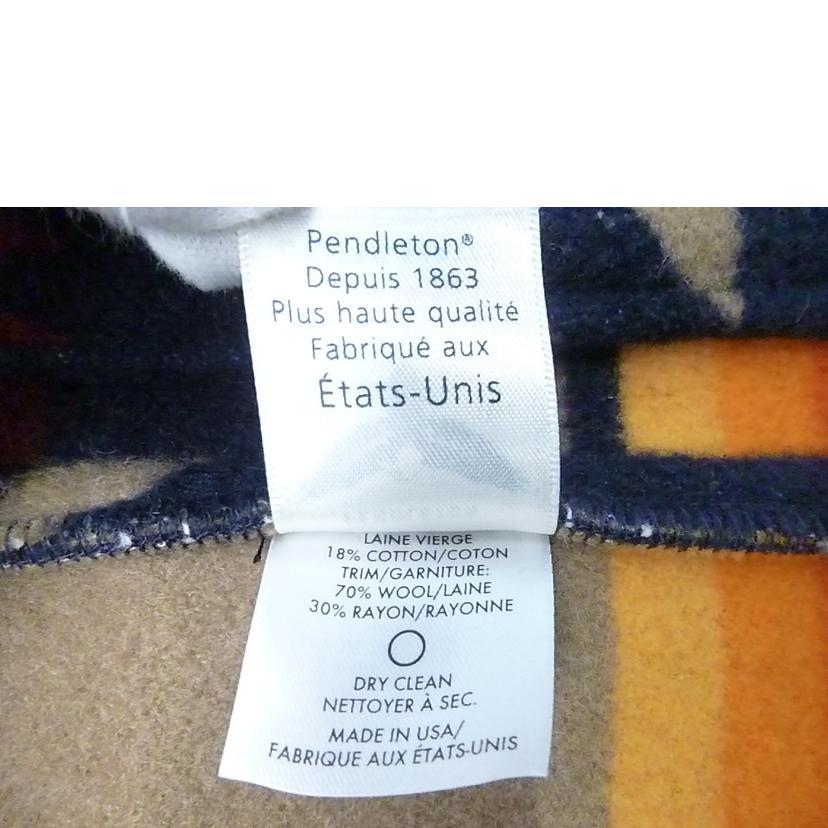 Pendleton®
Depuis 1863
Plus haute qualité
Fabriqué aux
États-Unis
LAINE VIERGE
18% COTTON/COTON
TRIM/GARNITURE:
70% WOOL/LAINE
30% RAYON/RAYONNE
DRY CLEAN
NETTOYER À SEC.
MADE IN USA/
FABRIQUE AUX ÉTATS-UNIS